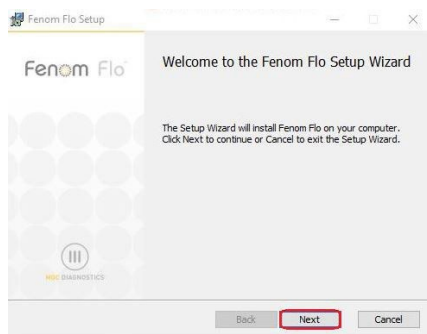 Fenom Flo Setup
Fenom Flo
Welcome to the Fenom Flo Setup Wizard
The Setup Wizard will install Fenom Flo on your computer.
Click Next to continue or Cancel to exit the Setup Wizard.
DIAGNOSTICS
Back
Next
Cancel